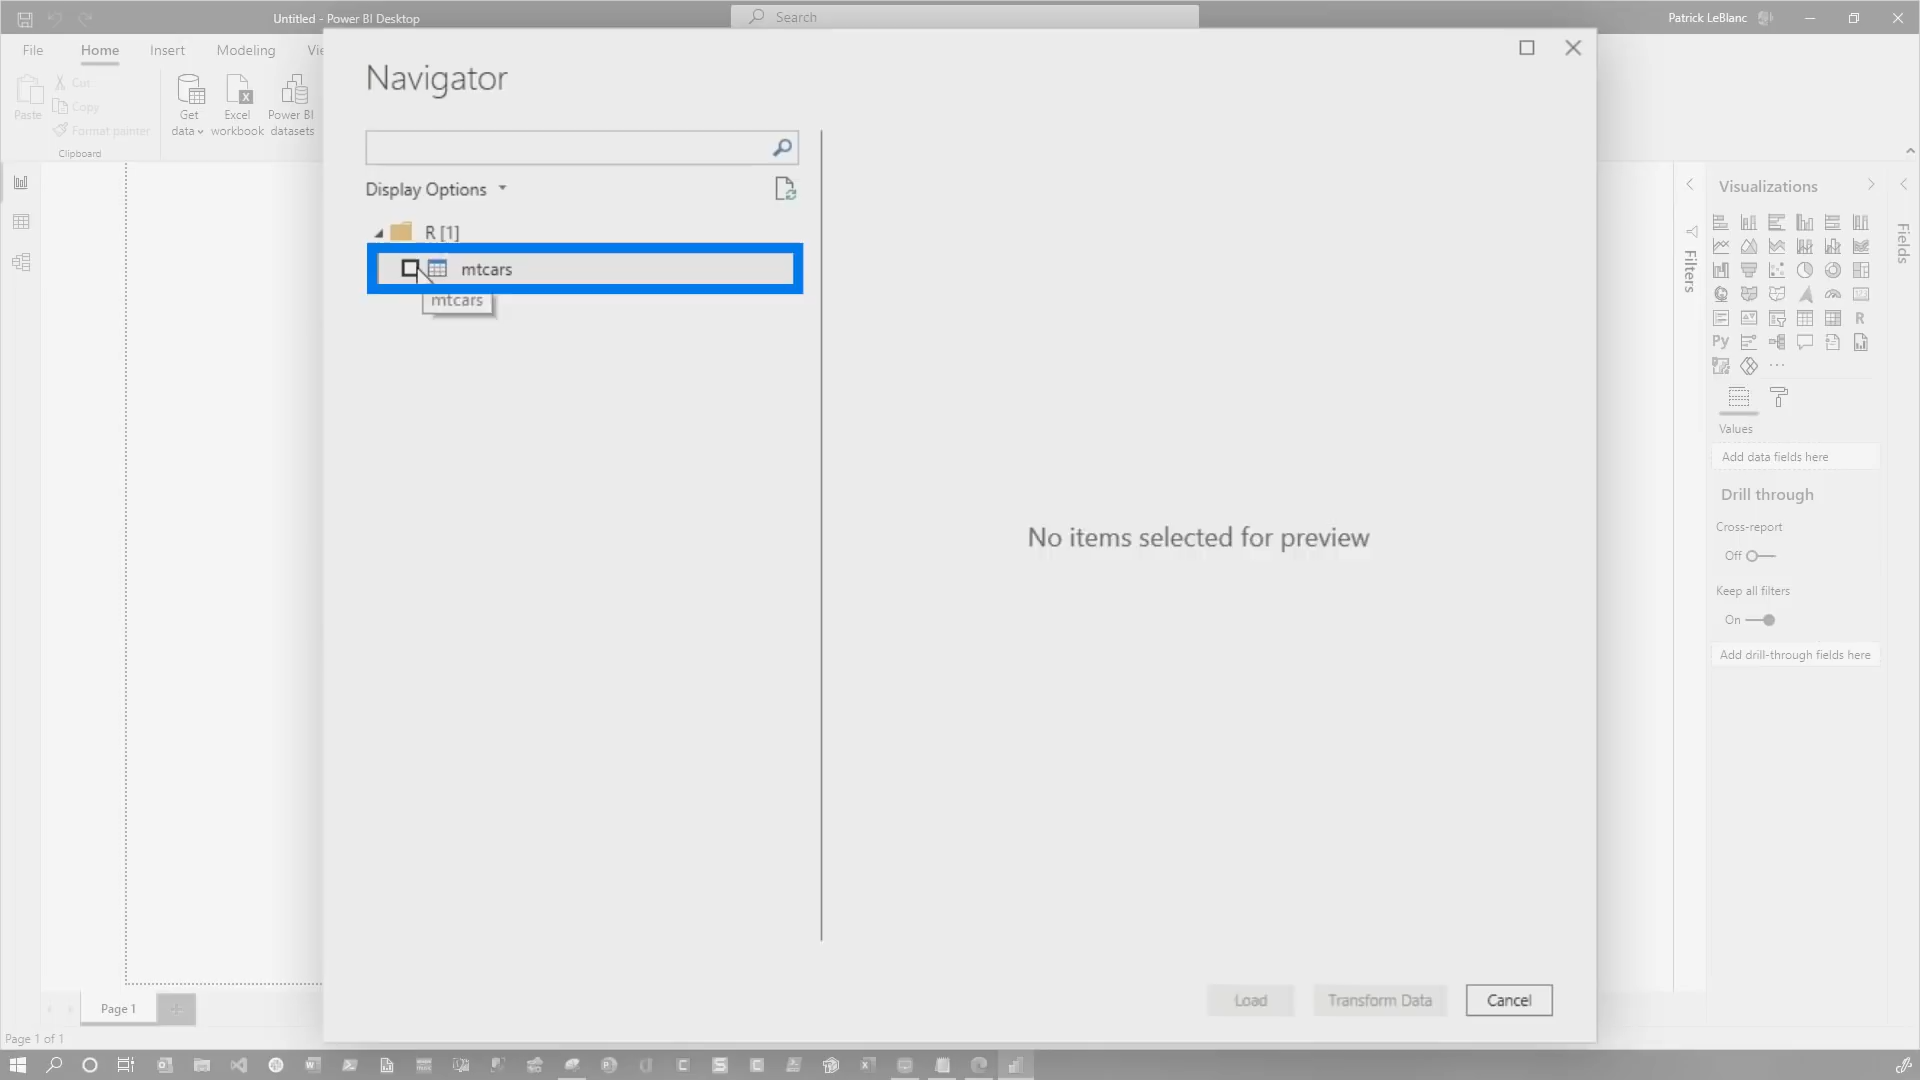 Untitled - Power BI Desktop
Search
Patrick LeBlanc
File
Home
Insert
Modeling
Paste
Cut
Copy
Format painter
Clipboard
Get data
Excel workbook
Power BI datasets
Navigator
Display Options
R [1]
mtcars
mtcars
No items selected for preview
Load
Transform Data
Cancel
Filters
Visualizations
Fields
R
Py
Values
Add data fields here
Drill through
Cross-report
Off
Keep all filters
On
Add drill-through fields here
Page 1
Page 1 of 1